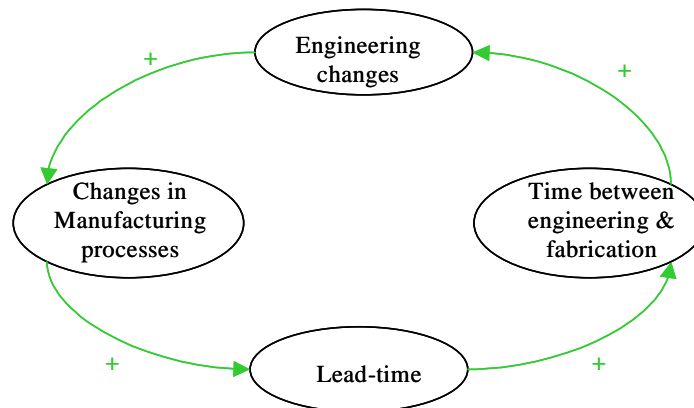 Engineering
changes
+
+
Changes in
Manufacturing
processes
Time between
engineering &
fabrication
+
+
Lead-time